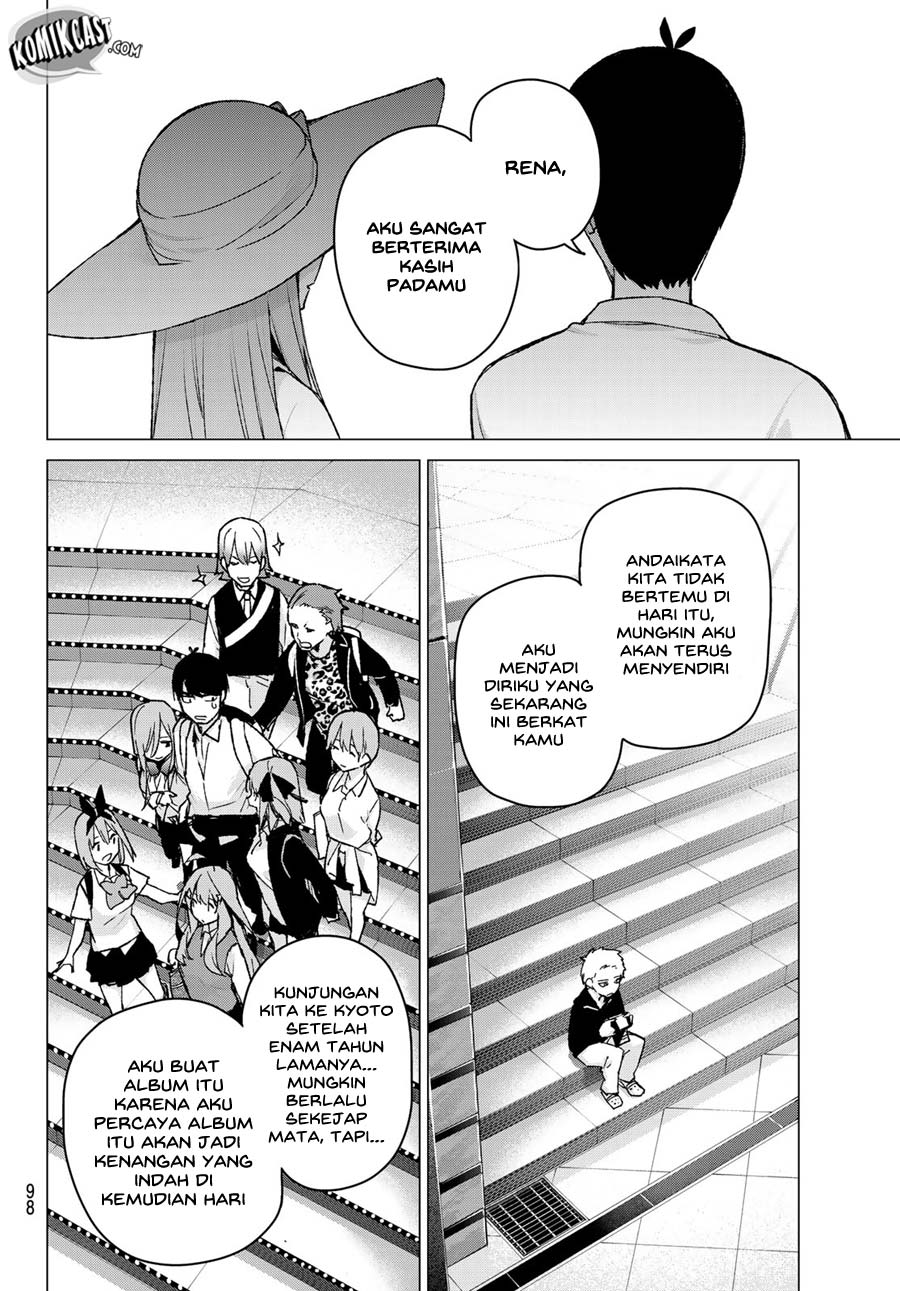 KOMIKCAST
.COM
RENA,
AKU SANGAT
BERTERIMA
KASIH
PADAMU
ANDAIKATA
KITA TIDAK
BERTEMU DI
HARI ITU,
MUNGKIN AKU
AKAN TERUS
MENYENDIRI
AKU
MENJADI
DIRIKU YANG
SEKARANG
INI BERKAT
KAMU
KUNJUNGAN
KITA KE KYOTO
SETELAH
ENAM TAHUN
LAMANYA...
MUNGKIN
BERLALU
SEKEJAP
MATA, TAPI...
AKU BUAT
ALBUM ITU
KARENA AKU
PERCAYA ALBUM
ITU AKAN JADI
KENANGAN YANG
INDAH DI
KEMUDIAN HARI
98